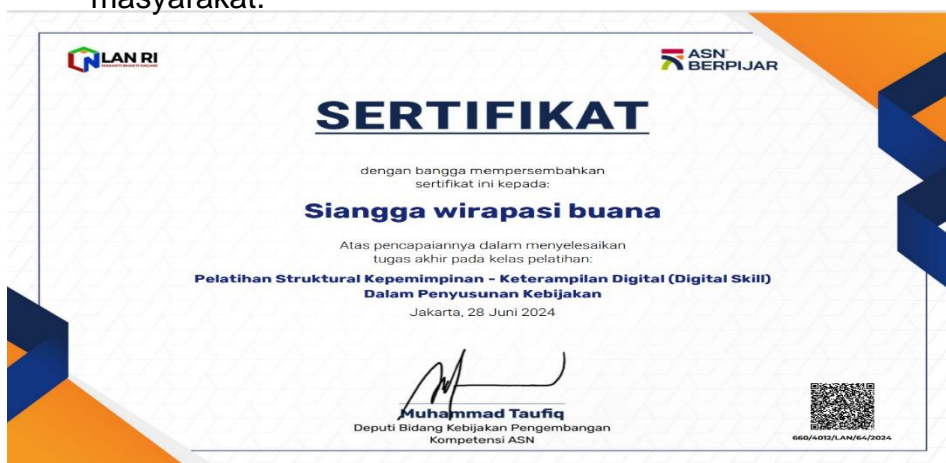 masyarakat.
LAN RI
ASN
BERPIJAR
SERTIFIKAT
dengan bangga mempersembahkan
sertifikat ini kepada:
Siangga wirapasi buana
Atas pencapaiannya dalam menyelesaikan
tugas akhir pada kelas pelatihan:
Pelatihan Struktural Kepemimpinan - Keterampilan Digital (Digital Skill)
Dalam Penyusunan Kebijakan
Jakarta, 28 Juni 2024
Muhammad Taufiq
Deputi Bidang Kebijakan Pengembangan
Kompetensi ASN
660/4012/LAN/64/2024